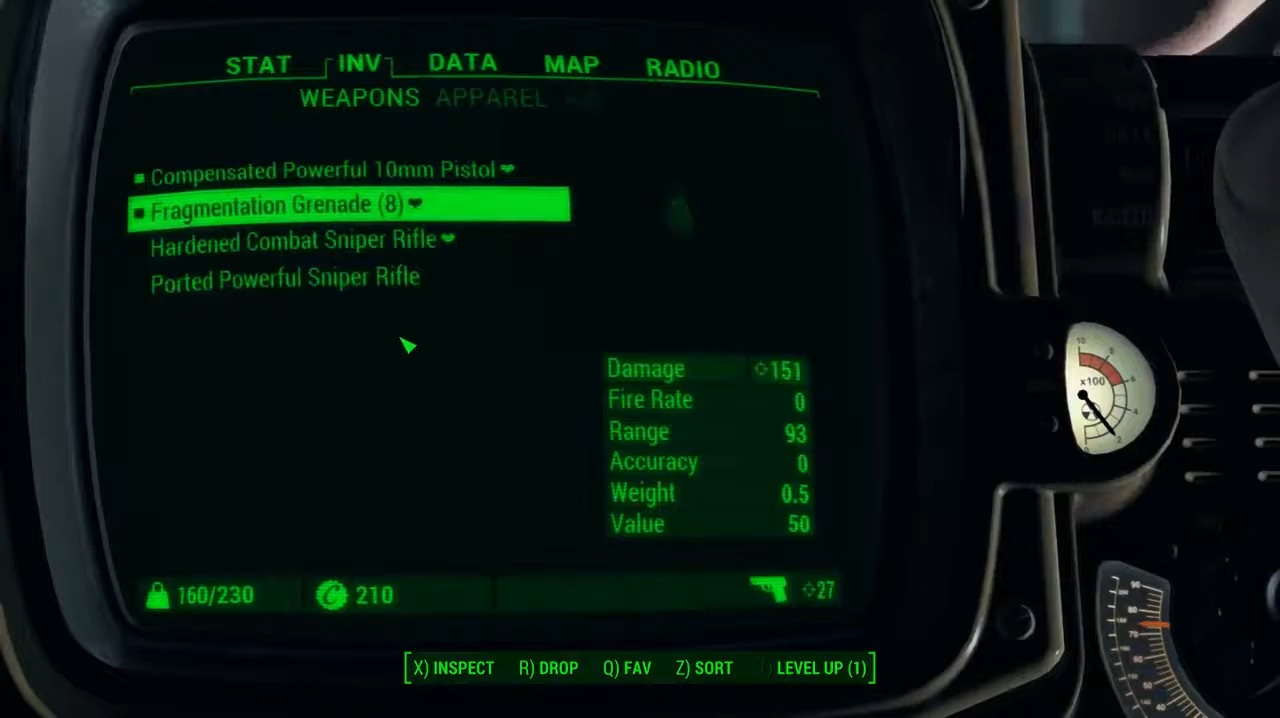 STAT INV DATA MAP RADIO
WEAPONS APPAREL
Compensated Powerful 10mm Pistol
Fragmentation Grenade (8)
Hardened Combat Sniper Rifle
Ported Powerful Sniper Rifle
Damage 151
Fire Rate 0
Range 93
Accuracy 0
Weight 0.5
Value 50
160/230 210 27
X) INSPECT R) DROP Q) FAV Z) SORT LEVEL UP (1)
x100